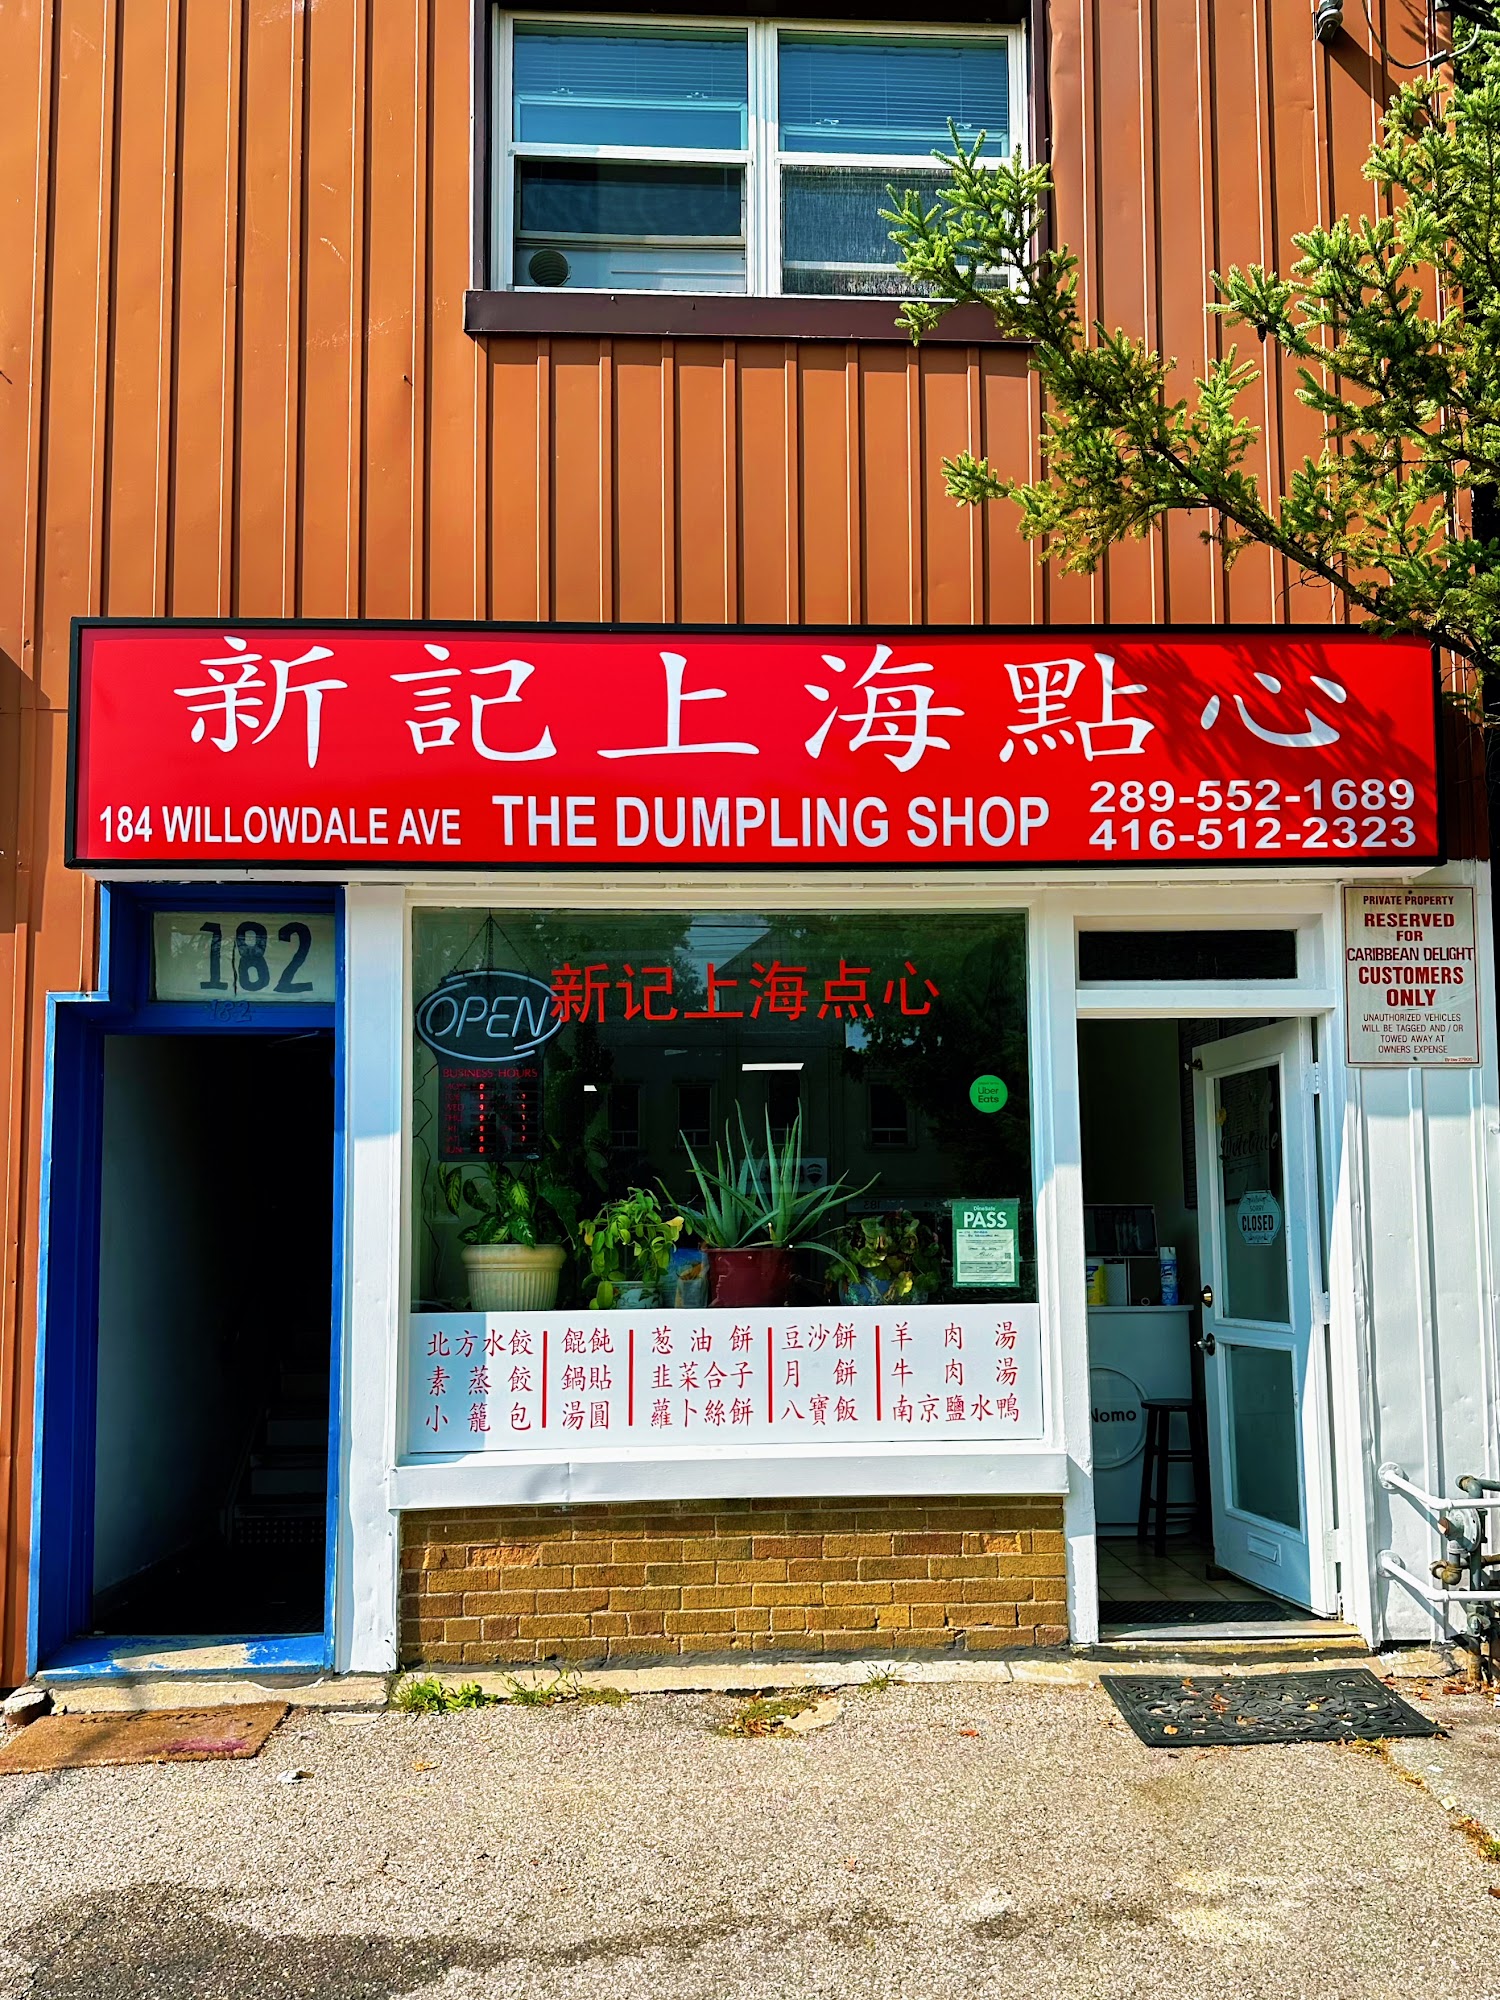 新記上海點心
184 WILLOWDALE AVE THE DUMPLING SHOP
289-552-1689
416-512-2323
182
182
OPEN
新记上海点心
BUSINESS HOURS
Uber
Eats
PASS
北方水餃 餛飩 葱油餅 豆沙餅 羊肉湯
素蒸餃 鍋貼 韭菜合子 月餅 牛肉湯
小籠包 湯圓 蘿卜絲餅 八寶飯 南京鹽水鴨
Welcome
SORRY
CLOSED
Nomo
PRIVATE PROPERTY
RESERVED
FOR
CARIBBEAN DELIGHT
CUSTOMERS
ONLY
UNAUTHORIZED VEHICLES
WILL BE TAGGED AND / OR
TOWED AWAY AT
OWNERS EXPENSE